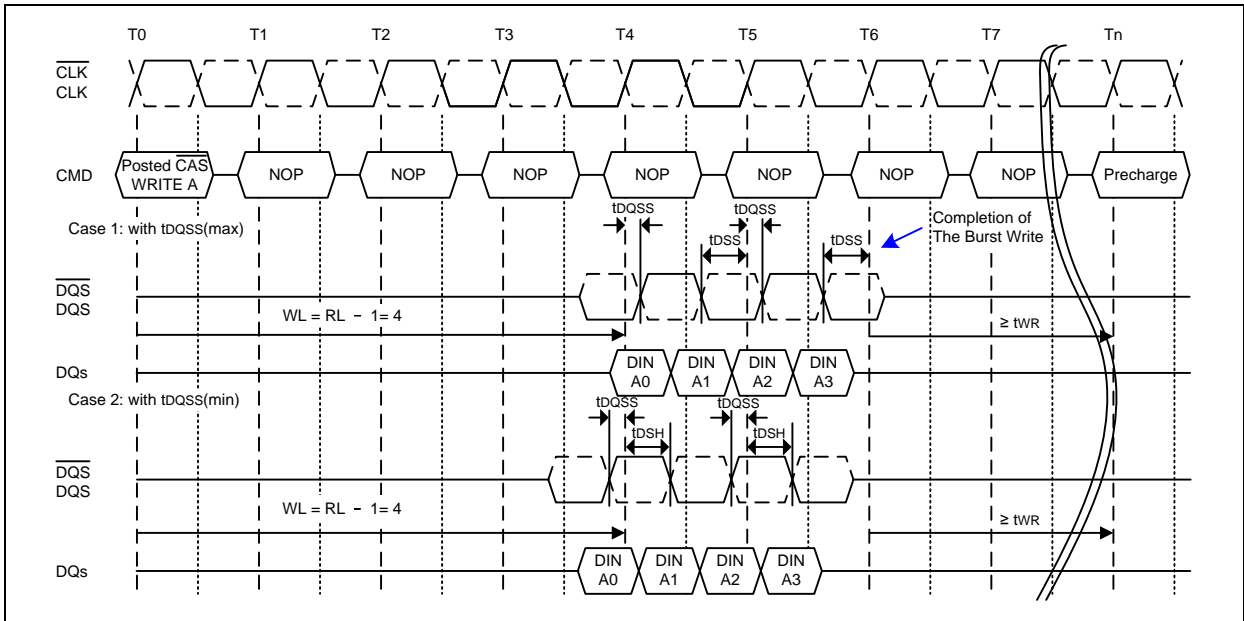 T0 T1 T2 T3 T4 T5 T6 T7 Tn
CLK
CLK
CMD
Posted CAS
WRITE A
NOP NOP NOP NOP NOP NOP NOP Precharge
Case 1: with tDQSS(max)
tDQSS tDQSS
tDSS tDSS
Completion of
The Burst Write
DQS
DQS
WL = RL - 1= 4
≥ tWR
DQs
DIN DIN DIN DIN
A0 A1 A2 A3
Case 2: with tDQSS(min)
tDQSS tDQSS
tDSH tDSH
DQS
DQS
WL = RL - 1= 4
≥ tWR
DQs
DIN DIN DIN DIN
A0 A1 A2 A3